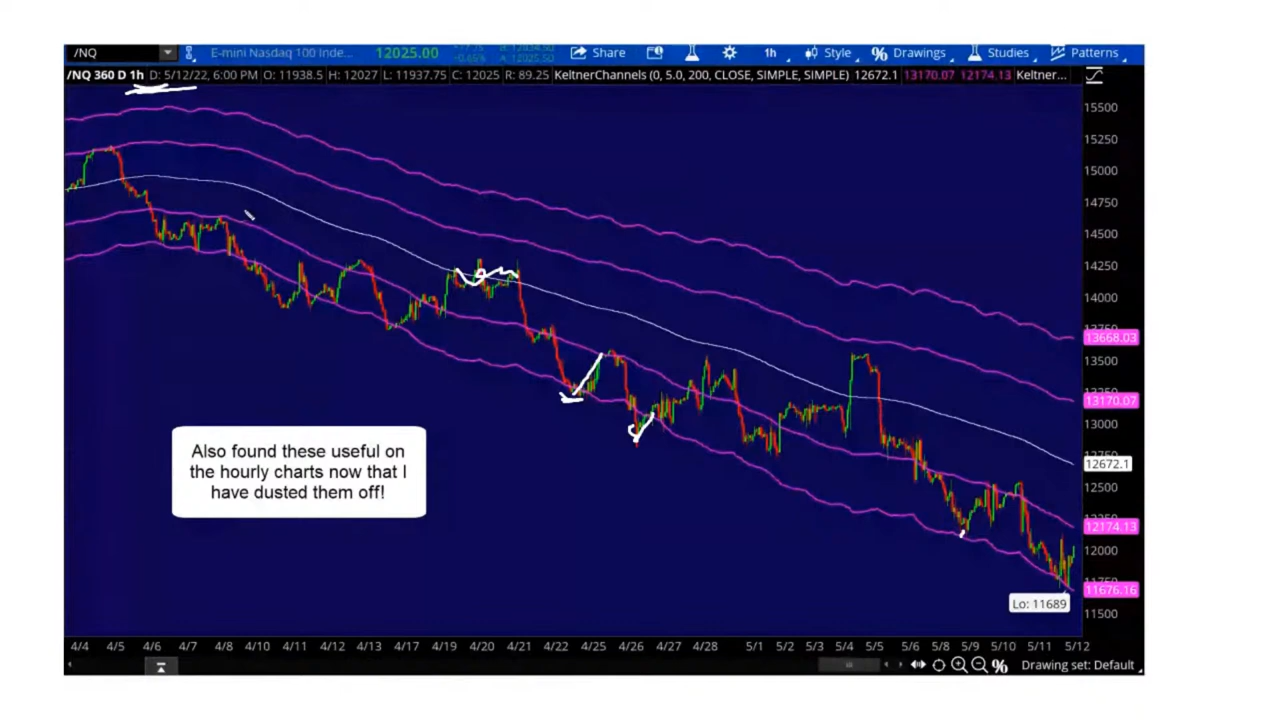 /NQ E-mini Nasdaq 100 Inde... 12025.00 Share 1h Style % Drawings Studies Patterns
/NQ 360 D 1h D: 5/12/22, 6:00 PM O: 11938.5 H: 12027 L: 11937.75 C: 12025 R: 89.25 KeltnerChannels (0, 5.0, 200, CLOSE, SIMPLE, SIMPLE) 12672.1 13170.07 12174.13 Keltner...
15500
15250
15000
14750
14500
14250
14000
13668.03
13500
13170.07
13000
12672.1
12500
12174.13
12000
11676.16
11500
Also found these useful on
the hourly charts now that I
have dusted them off!
Lo: 11689
4/4 4/5 4/6 4/7 4/8 4/10 4/11 4/12 4/13 4/14 4/17 4/18 4/19 4/20 4/21 4/24 4/25 4/26 4/27 4/28 5/1 5/2 5/3 5/4 5/5 5/6 5/9 5/10 5/11 5/12
% Drawing set: Default